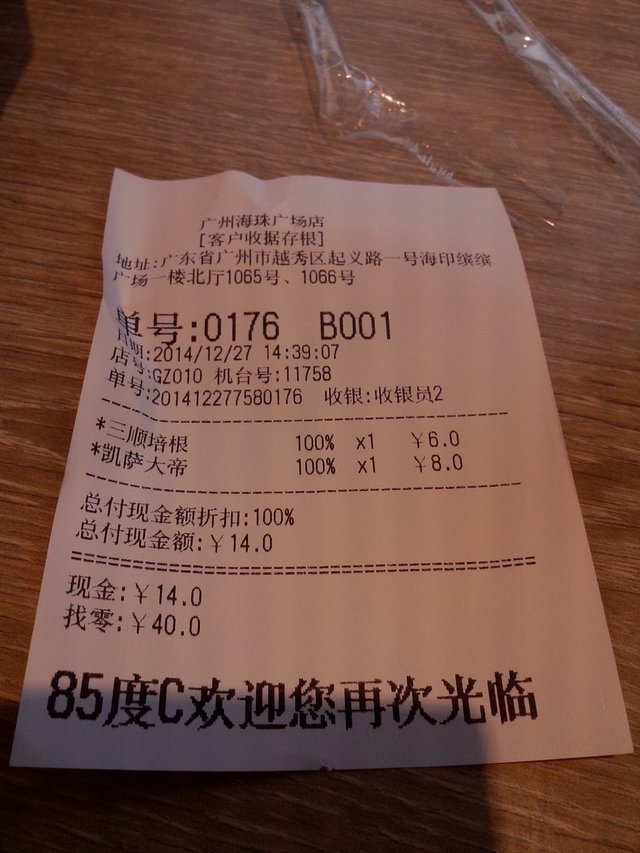 广州海珠广场店
[客户收据存根]
地址:广东省广州市越秀区起义路一号海印缤缤
广场一楼北厅1065号、1066号
单号:0176 B001
日期:2014/12/27 14:39:07
店号:GZ010 机台号:11758
单号:201412277580176 收银:收银员2
*三顺培根 100% x1 ￥6.0
*凯萨大帝 100% x1 ￥8.0
总付现金额折扣:100%
总付现金额:￥14.0
现金:￥14.0
找零:￥40.0
85度C欢迎您再次光临